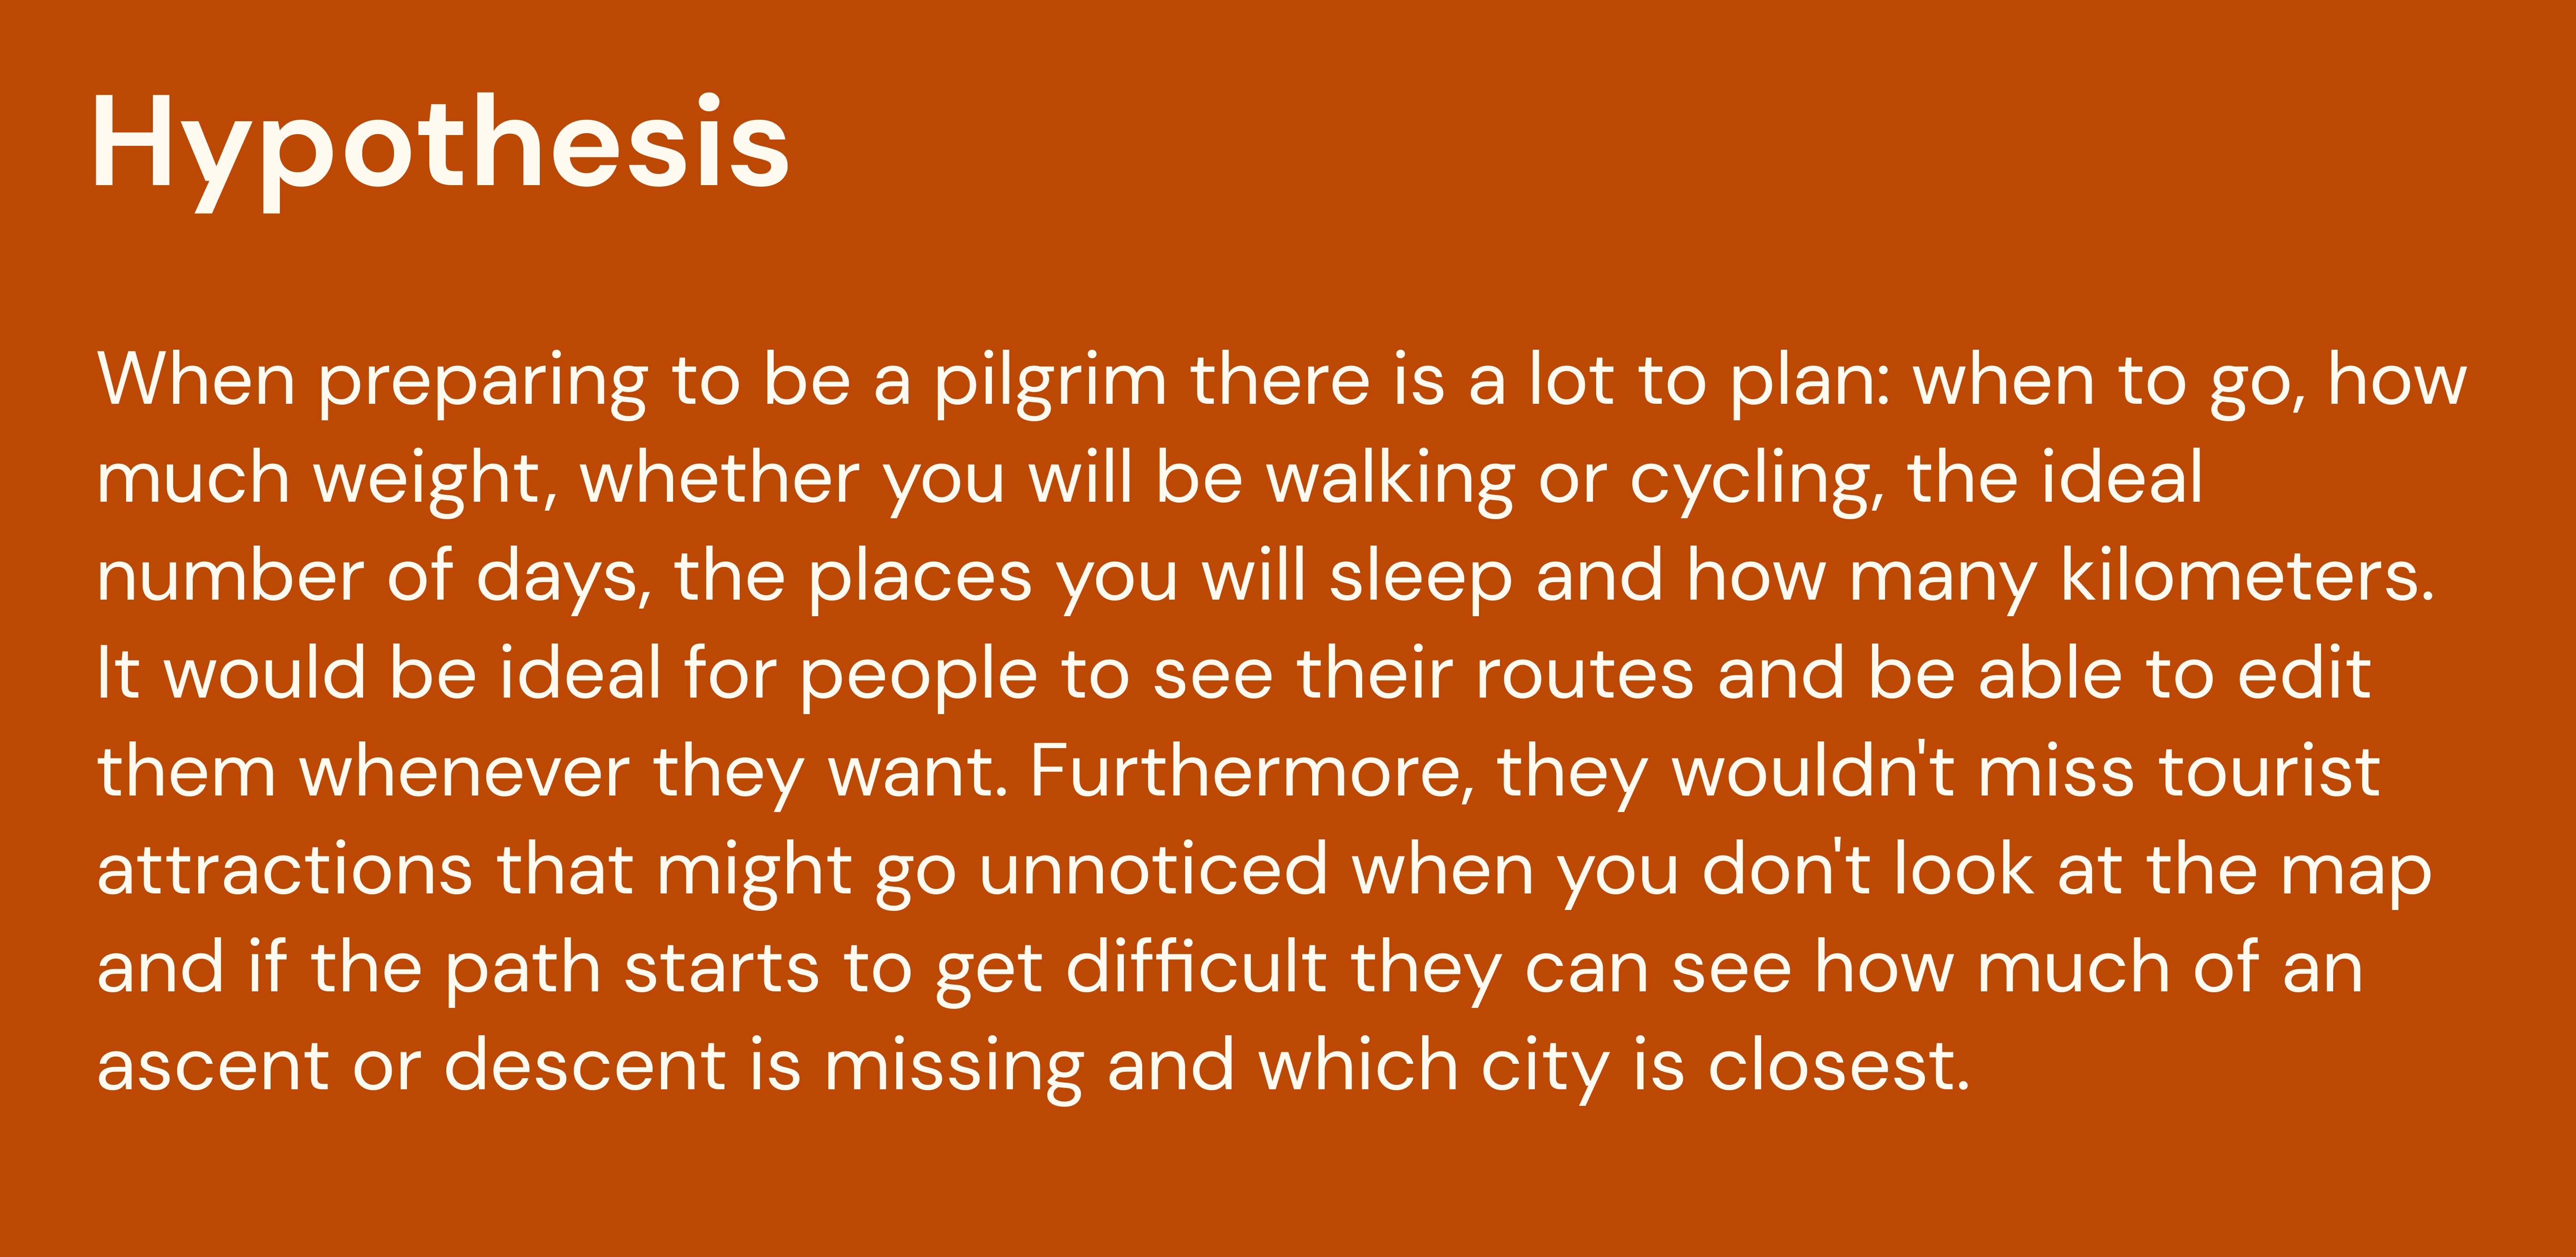 Hypothesis
When preparing to be a pilgrim there is a lot to plan: when to go, how
much weight, whether you will be walking or cycling, the ideal
number of days, the places you will sleep and how many kilometers.
It would be ideal for people to see their routes and be able to edit
them whenever they want. Furthermore, they wouldn't miss tourist
attractions that might go unnoticed when you don't look at the map
and if the path starts to get difficult they can see how much of an
ascent or descent is missing and which city is closest.